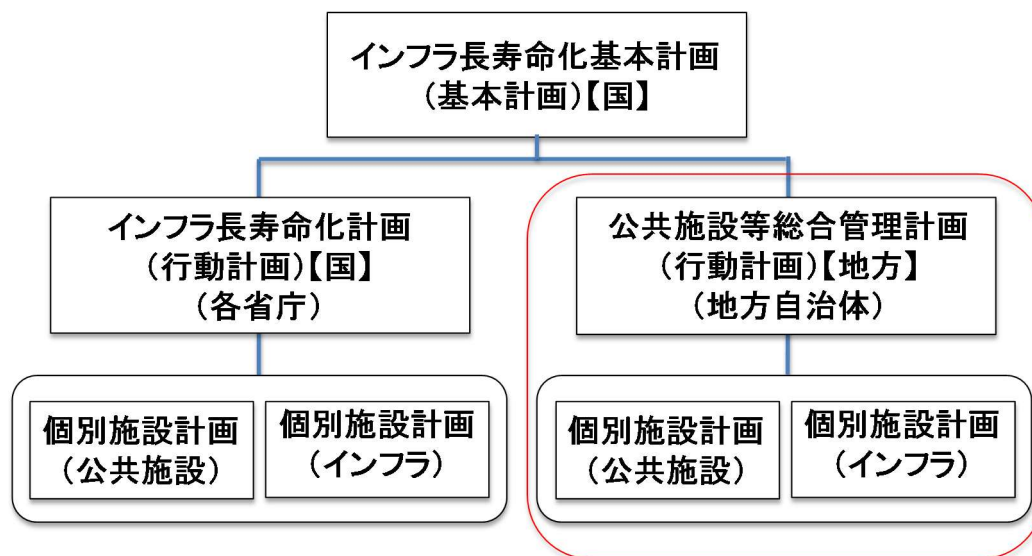 インフラ長寿命化基本計画
(基本計画)【国】
インフラ長寿命化計画
(行動計画)【国】
(各省庁)
公共施設等総合管理計画
(行動計画)【地方】
(地方自治体)
個別施設計画
(公共施設)
個別施設計画
(インフラ)
個別施設計画
(公共施設)
個別施設計画
(インフラ)